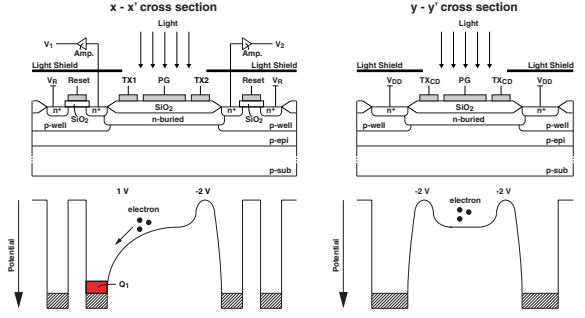 x - x' cross section
Light
V1
Amp.
Amp.
V2
Light Shield
Light Shield
VR
Reset
TX1
PG
TX2
Reset
VR
n+
SiO2
n+
SiO2
n+
SiO2
n+
p-well
n-buried
p-well
p-epi
p-sub
1 V
-2 V
electron
Potential
Q1
y - y' cross section
Light
Light Shield
Light Shield
VDD
TXCD
PG
TXCD
VDD
n+
SiO2
n+
p-well
n-buried
p-well
p-epi
p-sub
-2 V
electron
-2 V
Potential